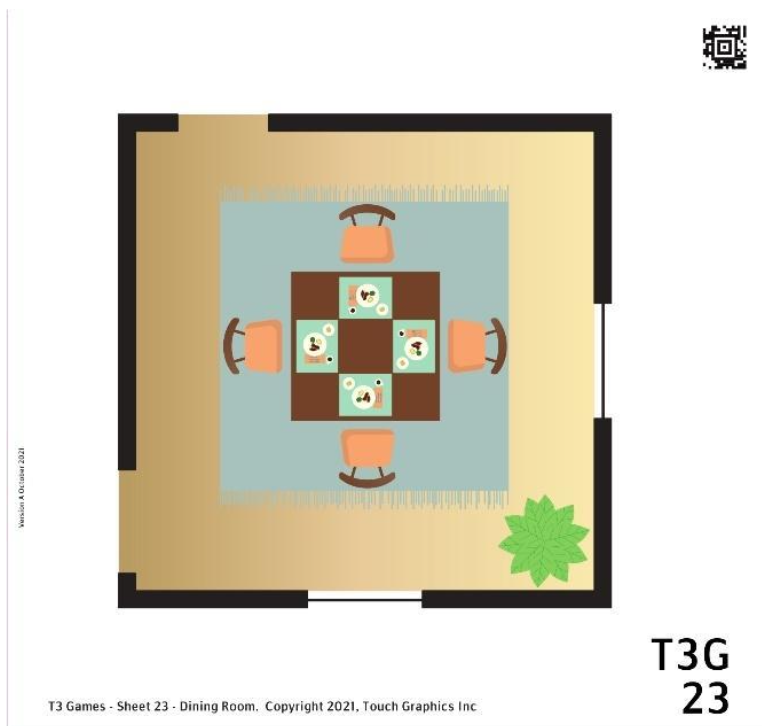 Version A October 2021
T3G
23
T3 Games - Sheet 23 - Dining Room. Copyright 2021, Touch Graphics Inc